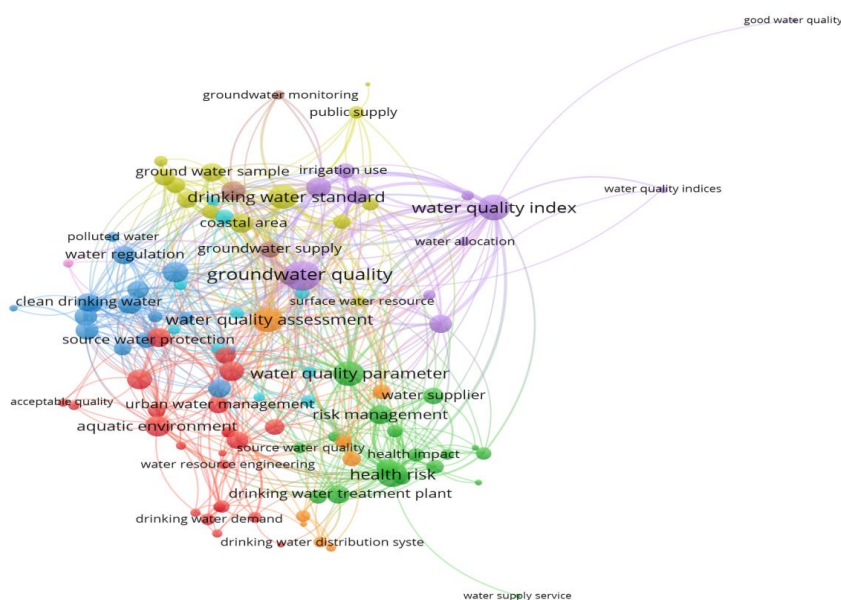 good water quality
groundwater monitoring
public supply
ground water sample
irrigation use
water quality indices
drinking water standard
water quality index
coastal area
polluted water
water allocation
groundwater supply
water regulation
groundwater quality
clean drinking water
surface water resource
water quality assessment
source water protection
water quality parameter
water supplier
acceptable quality
urban water management
risk management
aquatic environment
source water quality
health impact
water resource engineering
health risk
drinking water treatment plant
drinking water demand
drinking water distribution syste
water supply service